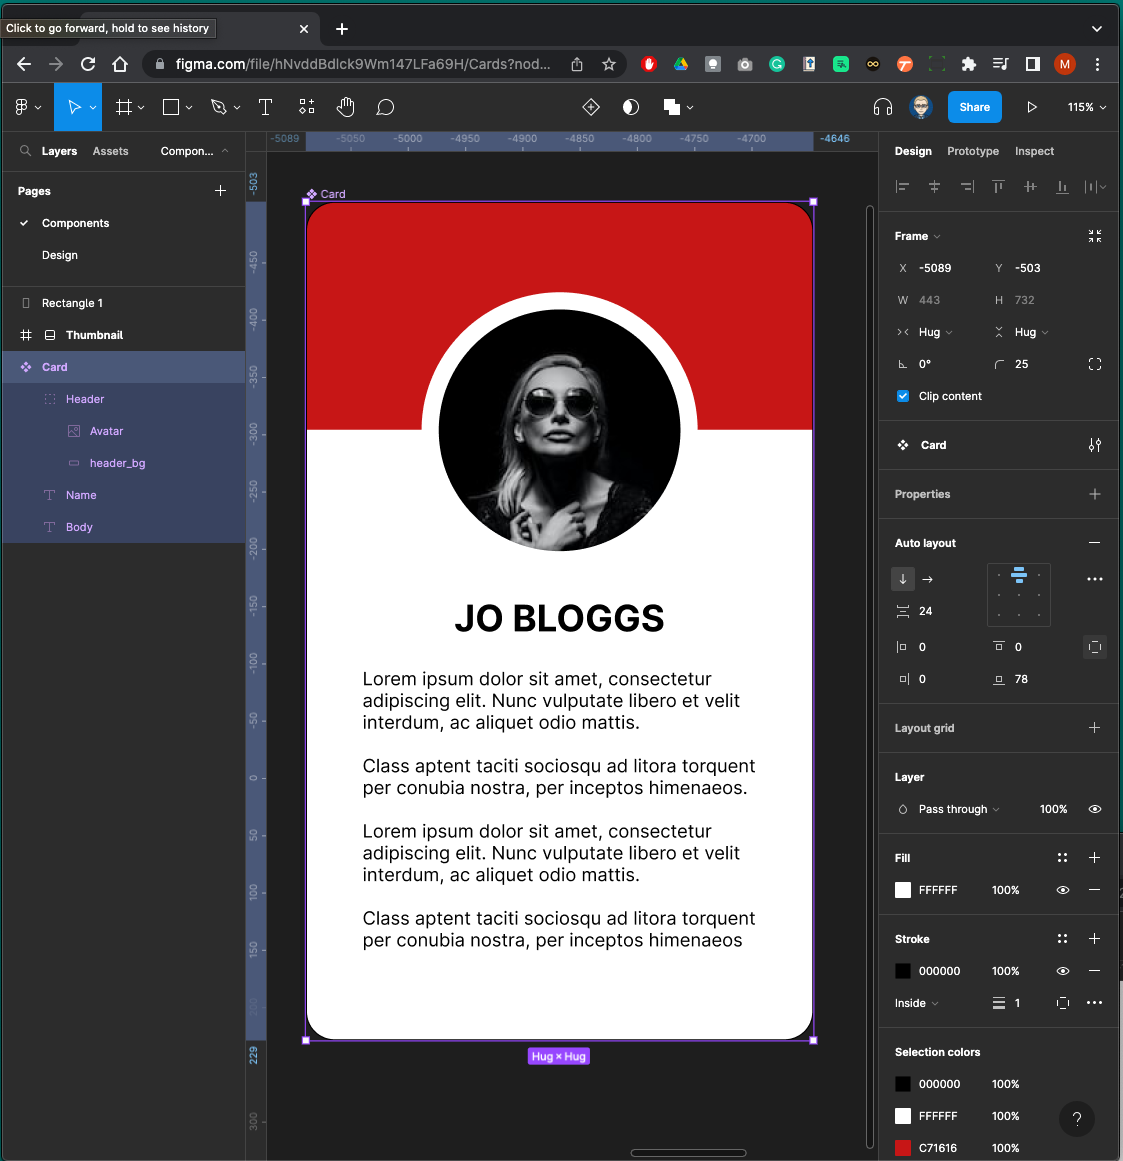 Click to go forward, hold to see history
figma.com/file/hNvddBdlck9Wm147LFa69H/Cards?nod...
M
Share
115%
Layers
Assets
Compon...
Pages
Components
Design
Rectangle 1
Thumbnail
Card
Header
Avatar
header_bg
Name
Body
-5089
-5050
-5000
-4950
-4900
-4850
-4800
-4750
-4700
-4646
-503
-450
-400
-350
-300
-250
-200
-150
-100
-50
0
50
100
150
200
229
300
Card
JO BLOGGS
Lorem ipsum dolor sit amet, consectetur
adipiscing elit. Nunc vulputate libero et velit
interdum, ac aliquet odio mattis.
Class aptent taciti sociosqu ad litora torquent
per conubia nostra, per inceptos himenaeos.
Lorem ipsum dolor sit amet, consectetur
adipiscing elit. Nunc vulputate libero et velit
interdum, ac aliquet odio mattis.
Class aptent taciti sociosqu ad litora torquent
per conubia nostra, per inceptos himenaeos
Hug × Hug
Design
Prototype
Inspect
Frame
X -5089
Y -503
W 443
H 732
Hug
Hug
0°
25
Clip content
Card
Properties
Auto layout
24
0
0
0
78
Layout grid
Layer
Pass through
100%
Fill
FFFFFF 100%
Stroke
000000 100%
Inside
1
Selection colors
000000 100%
FFFFFF 100%
C71616 100%
?